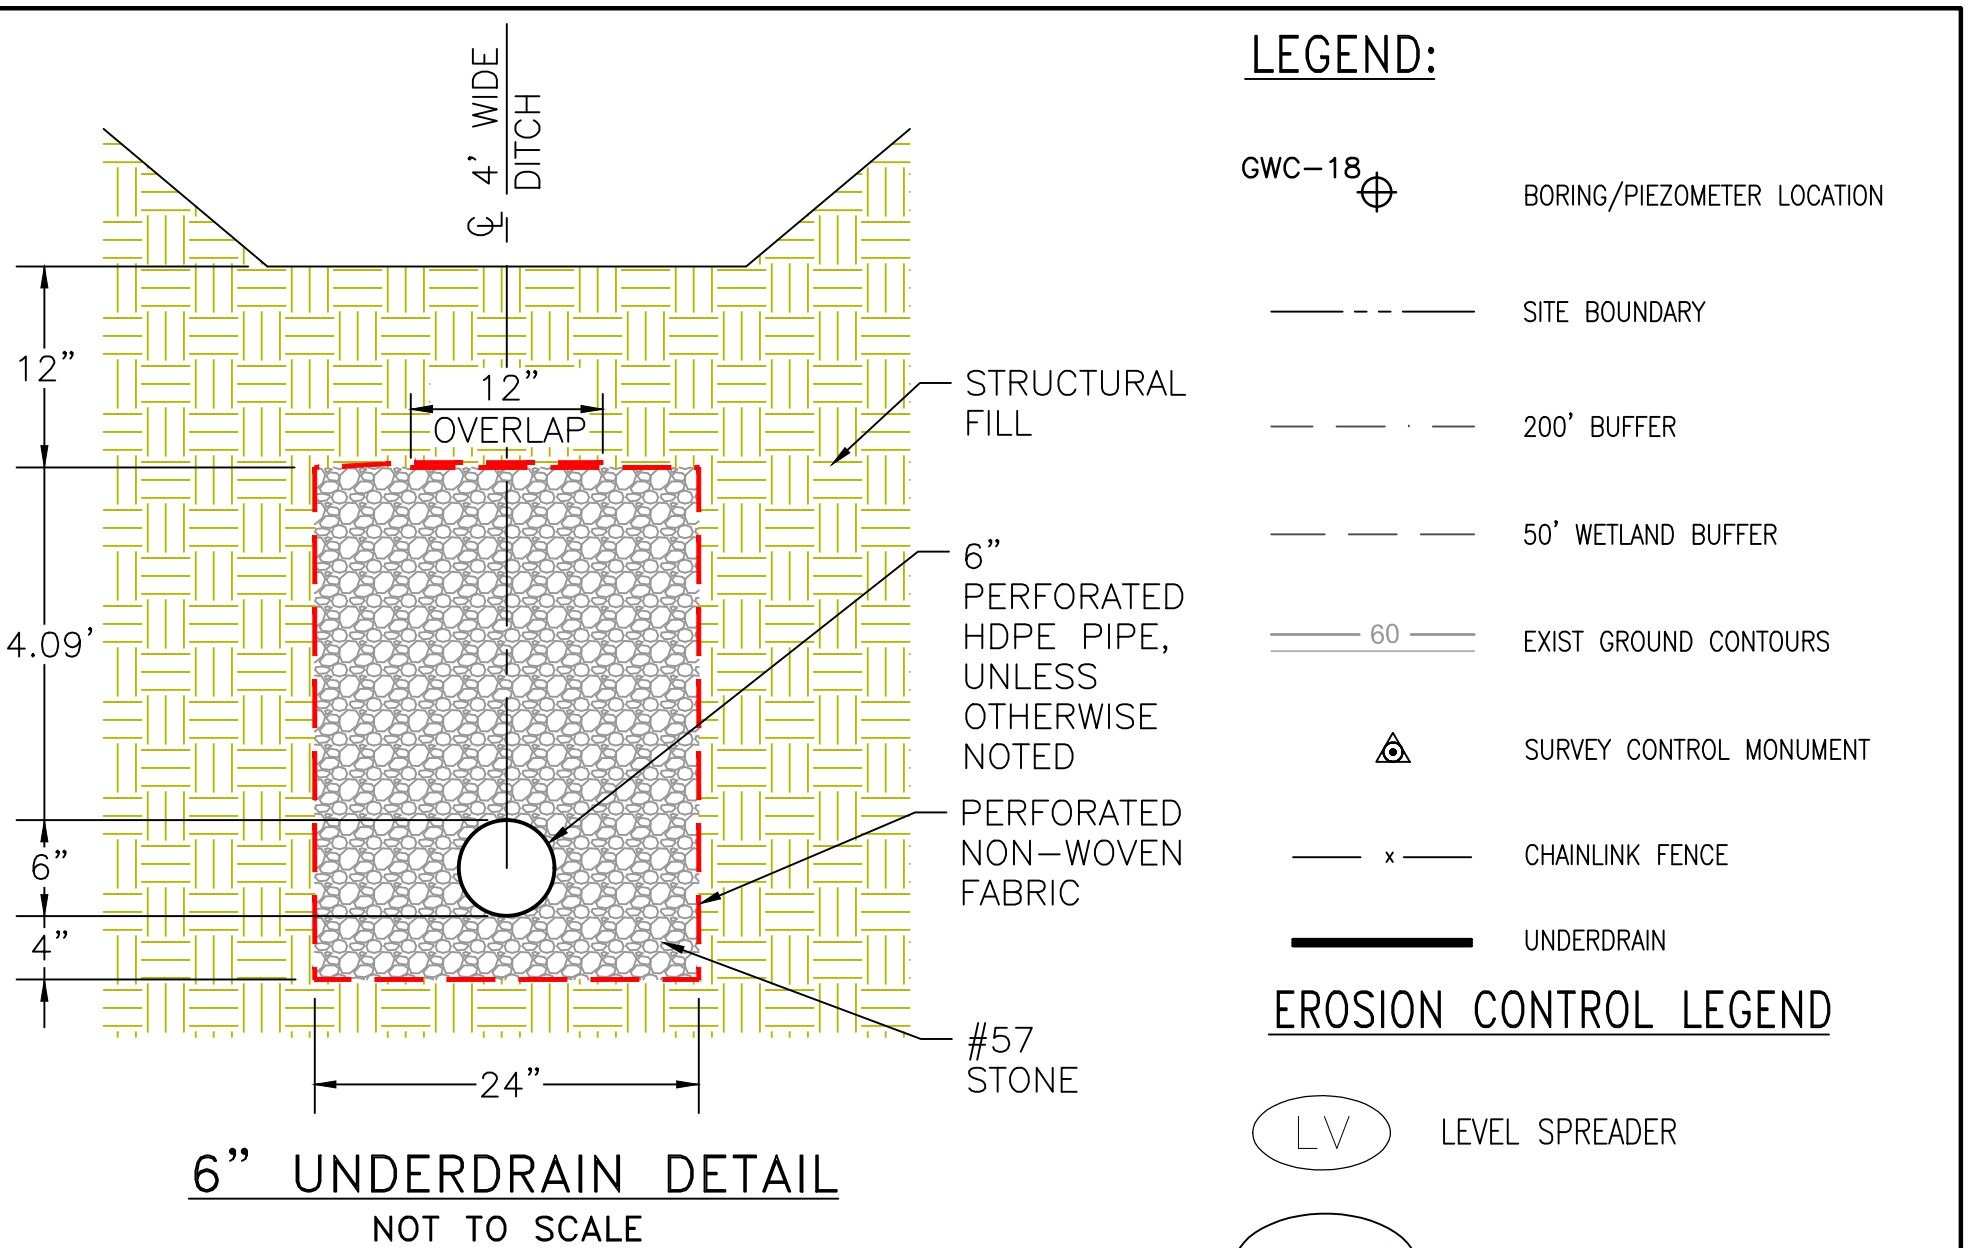 ℄ 4’ WIDE
DITCH
12”
12”
OVERLAP
4.09’
6”
4”
24”
STRUCTURAL
FILL
6”
PERFORATED
HDPE PIPE,
UNLESS
OTHERWISE
NOTED
PERFORATED
NON-WOVEN
FABRIC
#57
STONE
6” UNDERDRAIN DETAIL
NOT TO SCALE
LEGEND:
GWC-18
BORING/PIEZOMETER LOCATION
SITE BOUNDARY
200’ BUFFER
50’ WETLAND BUFFER
60
EXIST GROUND CONTOURS
SURVEY CONTROL MONUMENT
x
CHAINLINK FENCE
UNDERDRAIN
EROSION CONTROL LEGEND
LV
LEVEL SPREADER